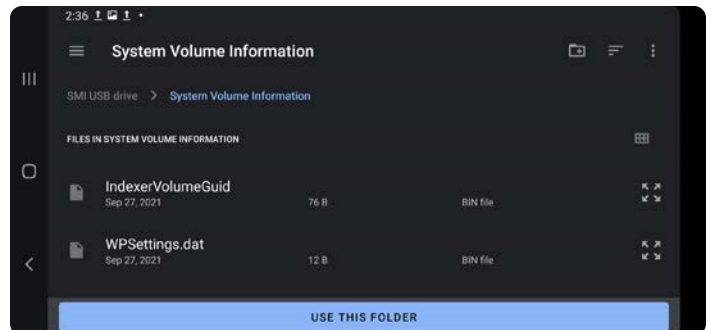 2:36
System Volume Information
SMI USB drive > System Volume Information
FILES IN SYSTEM VOLUME INFORMATION
IndexerVolumeGuid
Sep 27, 2021 76 B BIN file
WPSettings.dat
Sep 27, 2021 12 B BIN file
USE THIS FOLDER